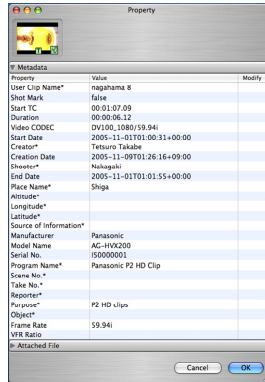 Property
Metadata
Property Value Modify
User Clip Name* nagahama 8
Shot Mark false
Start TC 00:01:07.09
Duration 00:00:06.12
Video CODEC DV100_1080/59.94i
Start Date 2005-11-01T01:00:31+00:00
Creator* Tetsuro Takabe
Creation Date 2005-11-09T01:26:16+09:00
Shooter* Nakagaki
End Date 2005-11-01T01:01:55+00:00
Place Name* Shiga
Altitude*
Longitude*
Latitude*
Source of Information*
Manufacturer Panasonic
Model Name AG-HVX200
Serial No. I50000001
Program Name* Panasonic P2 HD Clip
Scene No.*
Take No.*
Reporter*
Purpose* P2 HD clips
Object*
Frame Rate 59.94i
VFR Ratio
Attached File
Cancel OK